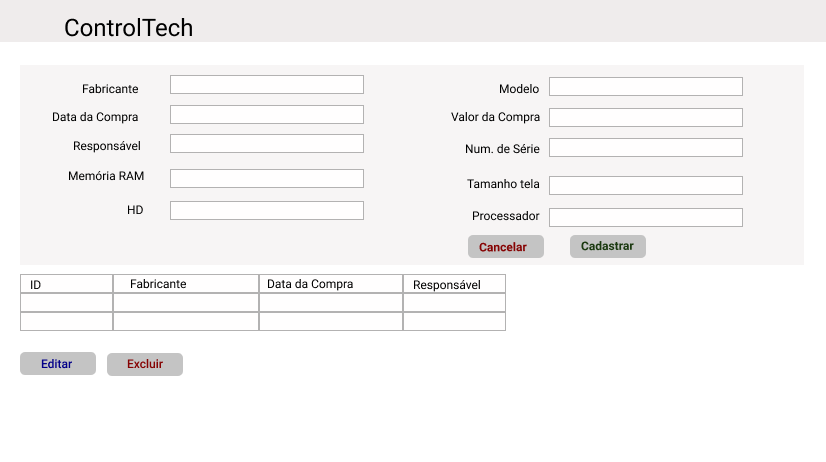 ControlTech
Fabricante
Modelo
Data da Compra
Valor da Compra
Responsável
Num. de Série
Memória RAM
Tamanho tela
HD
Processador
Cancelar
Cadastrar
ID
Fabricante
Data da Compra
Responsável
Editar
Excluir